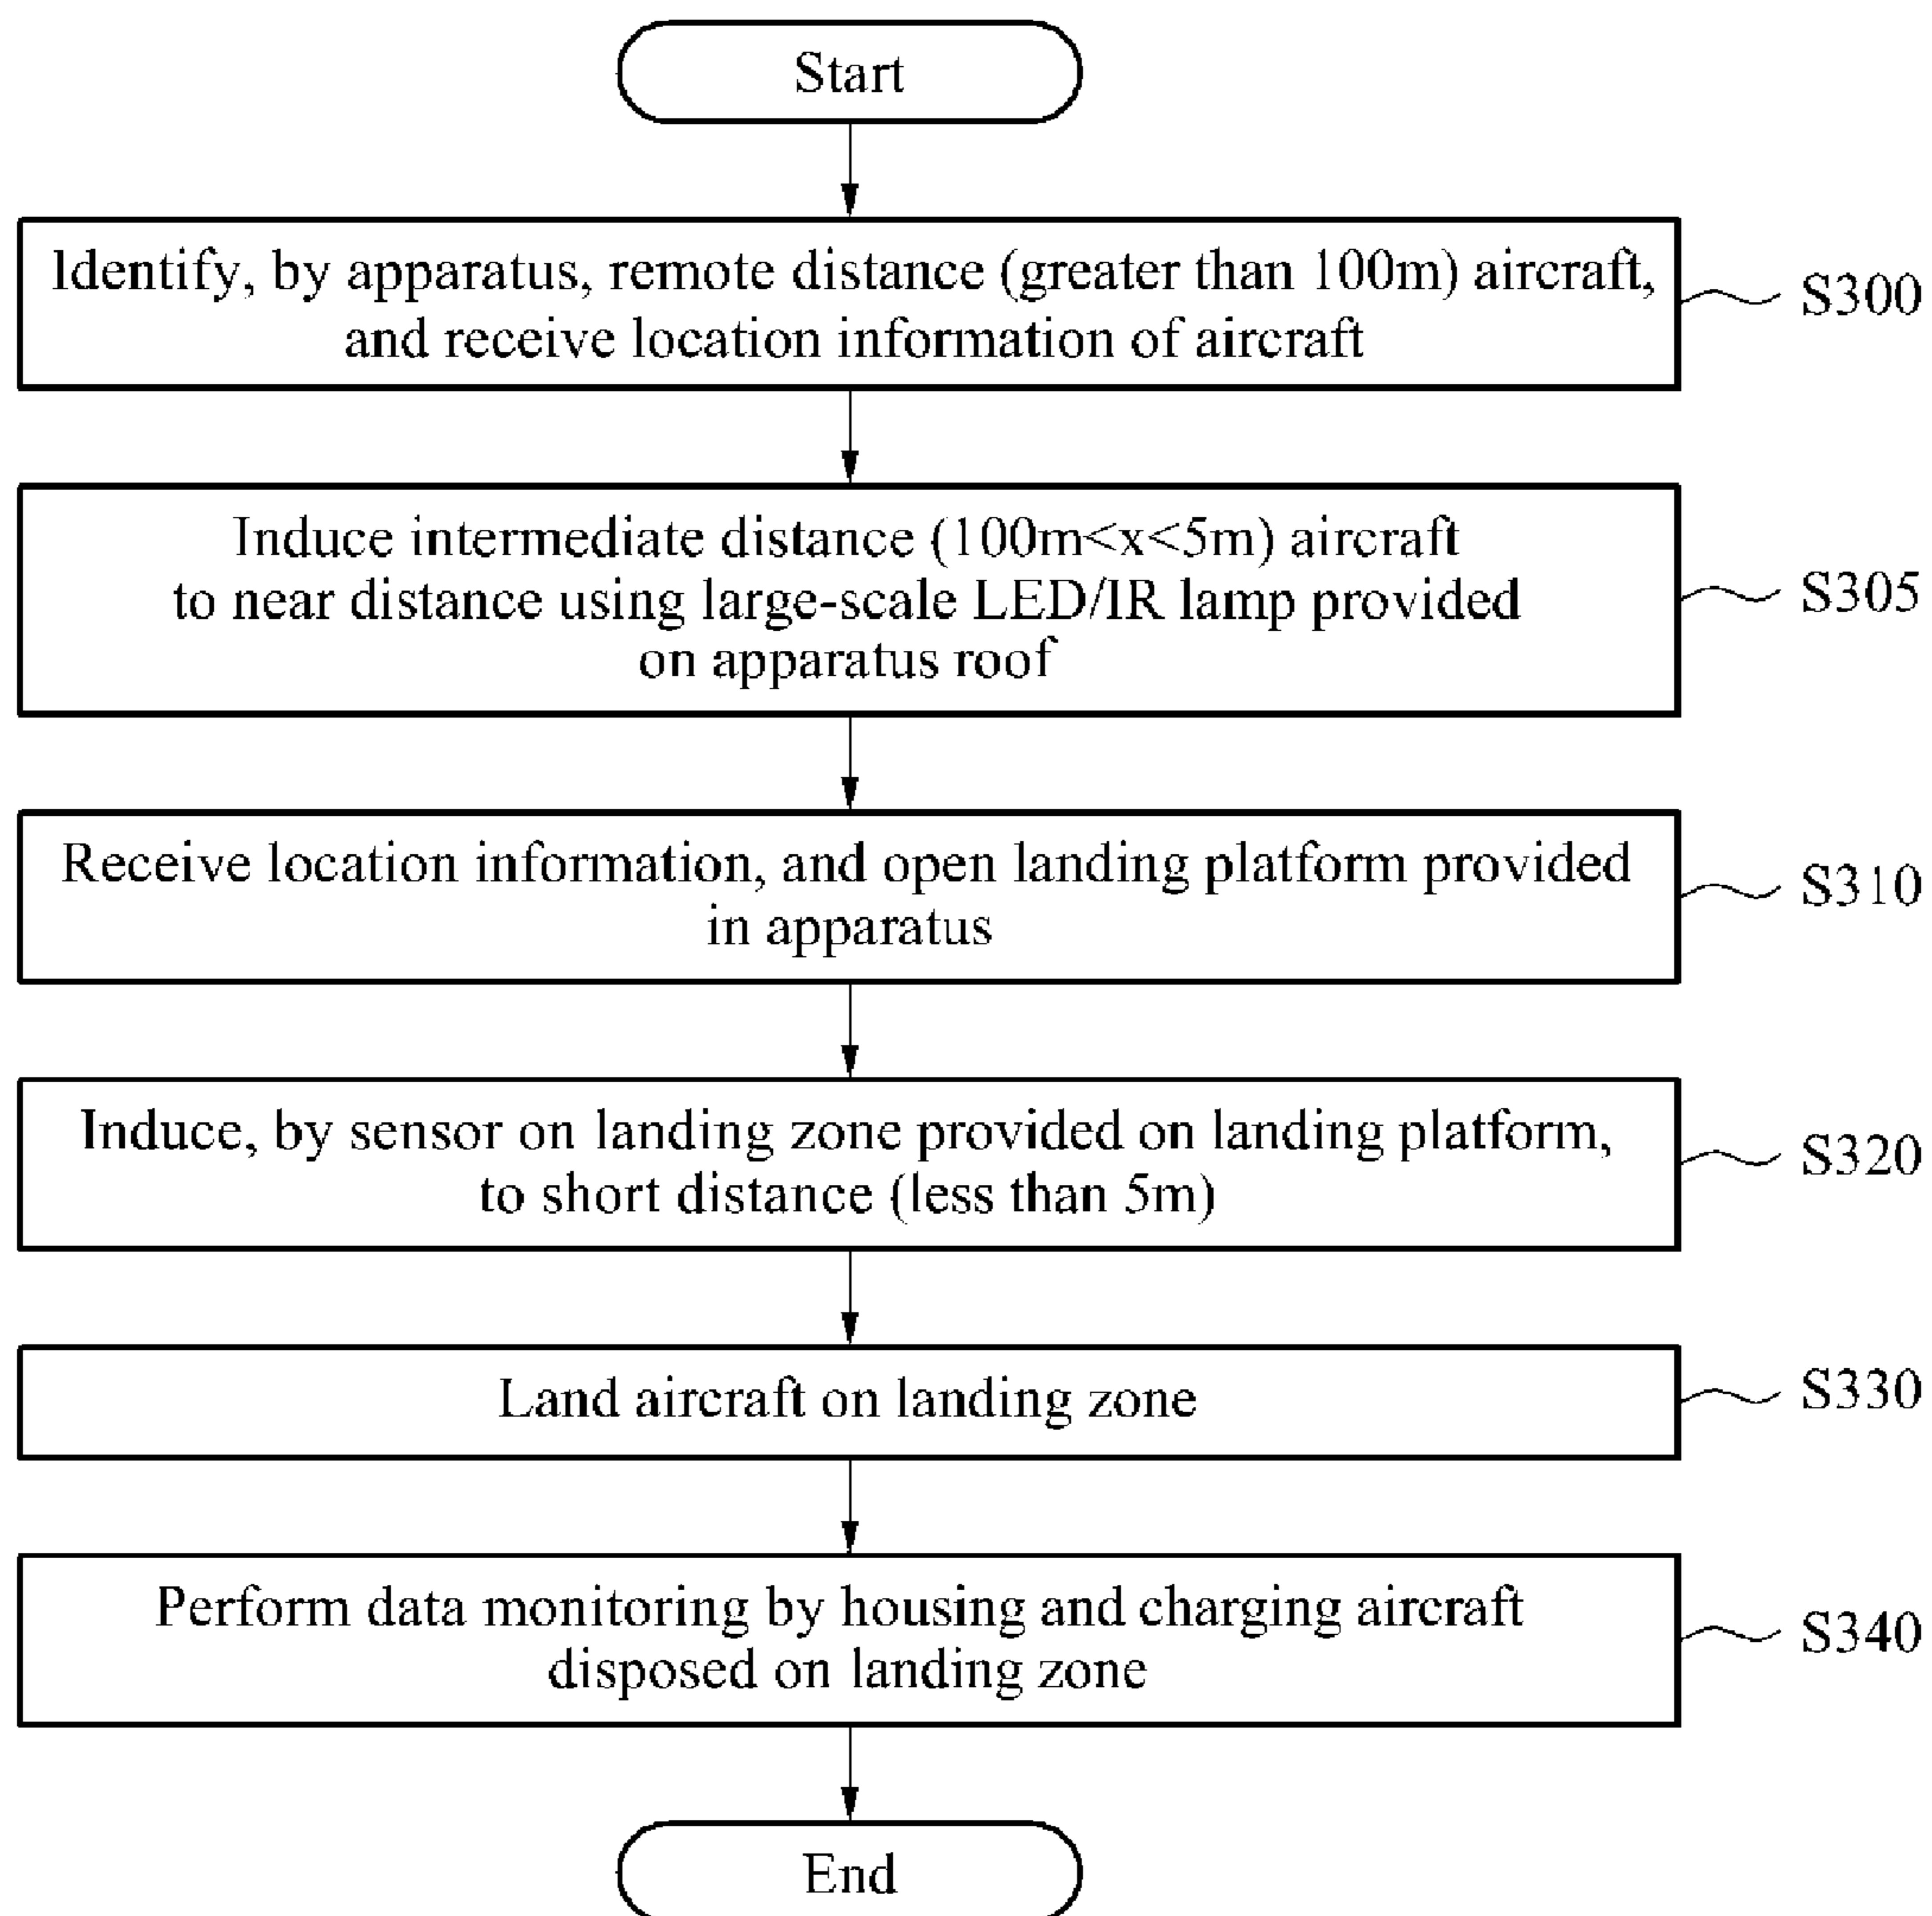 Start
Identify, by apparatus, remote distance (greater than 100m) aircraft,
and receive location information of aircraft
S300
Induce intermediate distance (100m<x<5m) aircraft
to near distance using large-scale LED/IR lamp provided
on apparatus roof
S305
Receive location information, and open landing platform provided
in apparatus
S310
Induce, by sensor on landing zone provided on landing platform,
to short distance (less than 5m)
S320
Land aircraft on landing zone
S330
Perform data monitoring by housing and charging aircraft
disposed on landing zone
S340
End